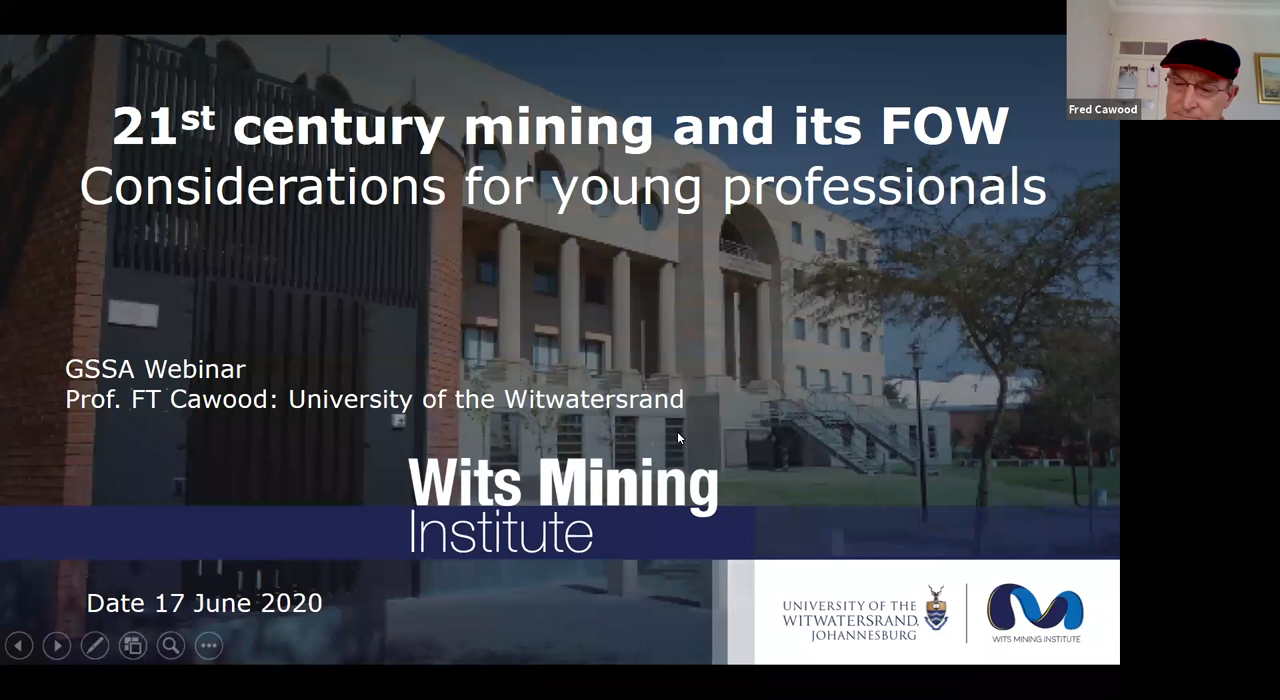 21st century mining and its FOW
Considerations for young professionals
Fred Cawood
GSSA Webinar
Prof. FT Cawood: University of the Witwatersrand
Wits Mining
Institute
Date 17 June 2020
UNIVERSITY OF THE
WITWATERSRAND,
JOHANNESBURG
WITS MINING INSTITUTE